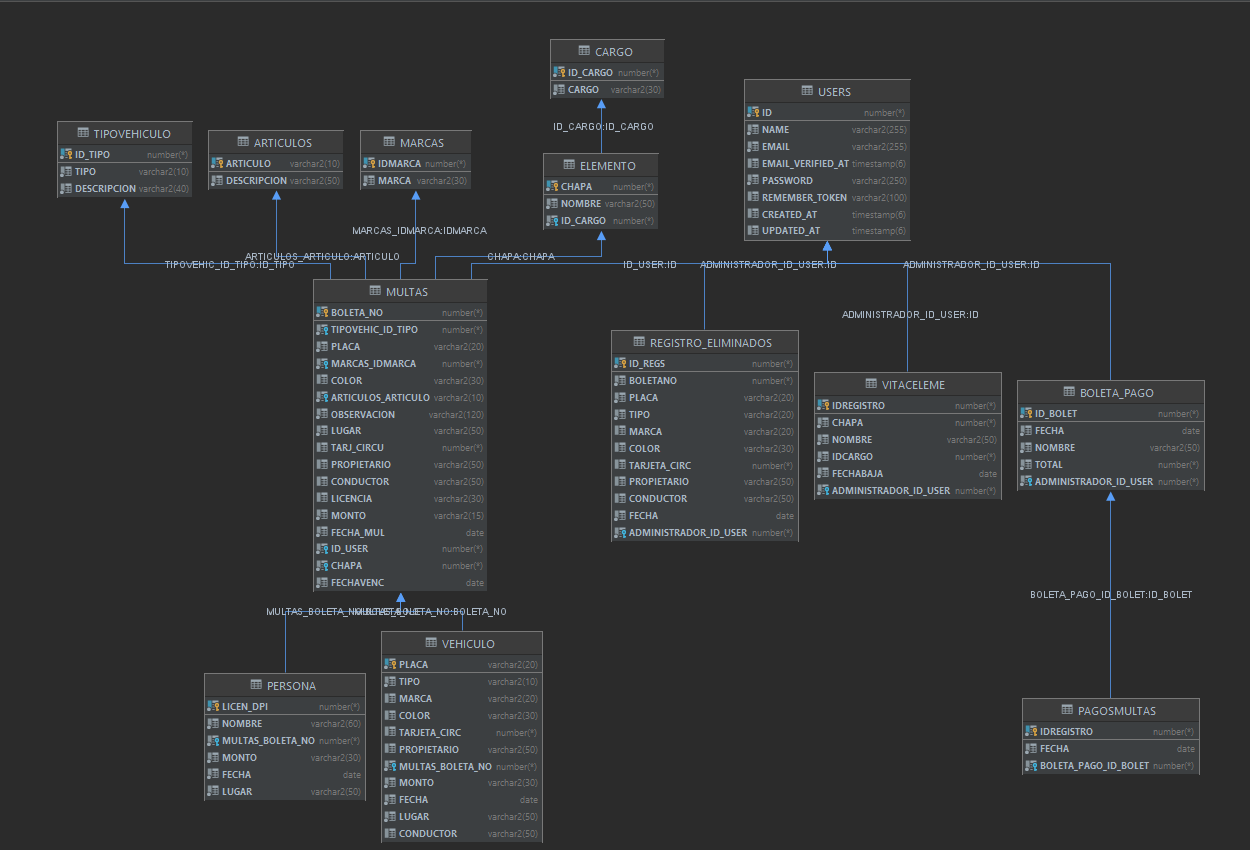 CARGO
ID_CARGO number(*)
CARGO varchar2(30)
ID_CARGO:ID_CARGO
USERS
ID number(*)
NAME varchar2(255)
EMAIL varchar2(255)
EMAIL_VERIFIED_AT timestamp(6)
PASSWORD varchar2(250)
REMEMBER_TOKEN varchar2(100)
CREATED_AT timestamp(6)
UPDATED_AT timestamp(6)
TIPOVEHICULO
ID_TIPO number(*)
TIPO varchar2(10)
DESCRIPCION varchar2(40)
ARTICULOS
ARTICULO varchar2(10)
DESCRIPCION varchar2(50)
MARCAS
IDMARCA number(*)
MARCA varchar2(30)
ELEMENTO
CHAPA number(*)
NOMBRE varchar2(50)
ID_CARGO number(*)
MARCAS_IDMARCA:IDMARCA
ARTICULOS_ARTICULO:ARTICULO
TIPOVEHIC_ID_TIPO:ID_TIPO
CHAPA:CHAPA
ID_USER:ID
ADMINISTRADOR_ID_USER:ID
ADMINISTRADOR_ID_USER:ID
ADMINISTRADOR_ID_USER:ID
MULTAS
BOLETA_NO number(*)
TIPOVEHIC_ID_TIPO number(*)
PLACA varchar2(20)
MARCAS_IDMARCA number(*)
COLOR varchar2(30)
ARTICULOS_ARTICULO varchar2(10)
OBSERVACION varchar2(120)
LUGAR varchar2(50)
TARJ_CIRCU number(*)
PROPIETARIO varchar2(50)
CONDUCTOR varchar2(50)
LICENCIA varchar2(30)
MONTO varchar2(15)
FECHA_MUL date
ID_USER number(*)
CHAPA number(*)
FECHAVENC date
REGISTRO_ELIMINADOS
ID_REGS number(*)
BOLETANO number(*)
PLACA varchar2(20)
TIPO varchar2(20)
MARCA varchar2(20)
COLOR varchar2(30)
TARJETA_CIRC number(*)
PROPIETARIO varchar2(50)
CONDUCTOR varchar2(50)
FECHA date
ADMINISTRADOR_ID_USER number(*)
VITACELEME
IDREGISTRO number(*)
CHAPA number(*)
NOMBRE varchar2(50)
IDCARGO number(*)
FECHABAJA date
ADMINISTRADOR_ID_USER number(*)
BOLETA_PAGO
ID_BOLET number(*)
FECHA date
NOMBRE varchar2(50)
TOTAL number(*)
ADMINISTRADOR_ID_USER number(*)
BOLETA_PAGO_ID_BOLET:ID_BOLET
MULTAS_BOLETA_NO:BOLETA_NO
MULTAS_BOLETA_NO:BOLETA_NO
PERSONA
LICEN_DPI number(*)
NOMBRE varchar2(60)
MULTAS_BOLETA_NO number(*)
MONTO varchar2(30)
FECHA date
LUGAR varchar2(50)
VEHICULO
PLACA varchar2(20)
TIPO varchar2(10)
MARCA varchar2(20)
COLOR varchar2(30)
TARJETA_CIRC number(*)
PROPIETARIO varchar2(50)
MULTAS_BOLETA_NO number(*)
MONTO varchar2(30)
FECHA date
LUGAR varchar2(50)
CONDUCTOR varchar2(50)
PAGOSMULTAS
IDREGISTRO number(*)
FECHA date
BOLETA_PAGO_ID_BOLET number(*)